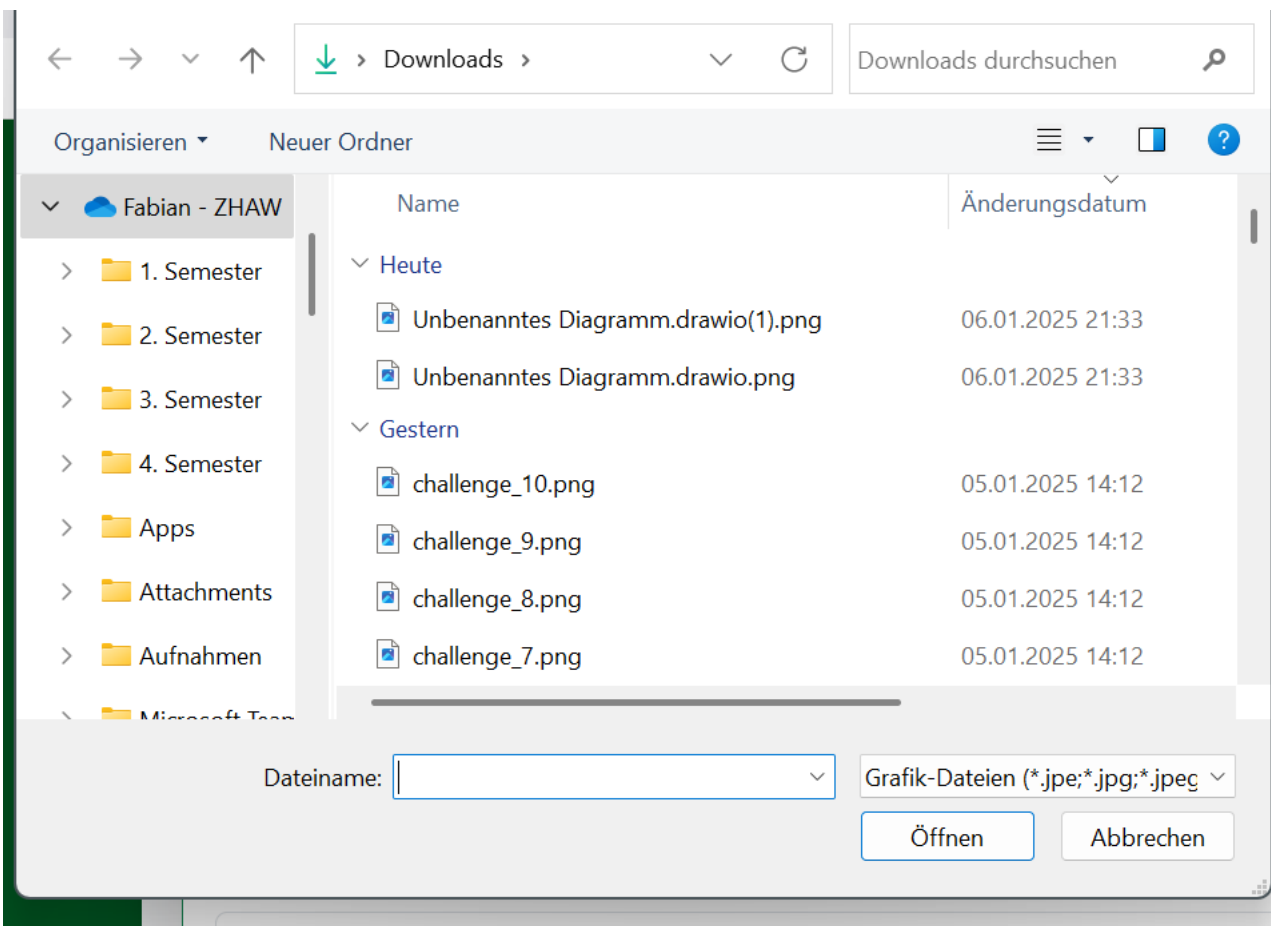 Downloads
Downloads durchsuchen
Organisieren
Neuer Ordner
?
Fabian - ZHAW
1. Semester
2. Semester
3. Semester
4. Semester
Apps
Attachments
Aufnahmen
Microsoft Team
Name
Änderungsdatum
Heute
Unbenanntes Diagramm.drawio(1).png 06.01.2025 21:33
Unbenanntes Diagramm.drawio.png 06.01.2025 21:33
Gestern
challenge_10.png 05.01.2025 14:12
challenge_9.png 05.01.2025 14:12
challenge_8.png 05.01.2025 14:12
challenge_7.png 05.01.2025 14:12
Dateiname:
Grafik-Dateien (*.jpe;*.jpg;*.jpeg
Öffnen
Abbrechen